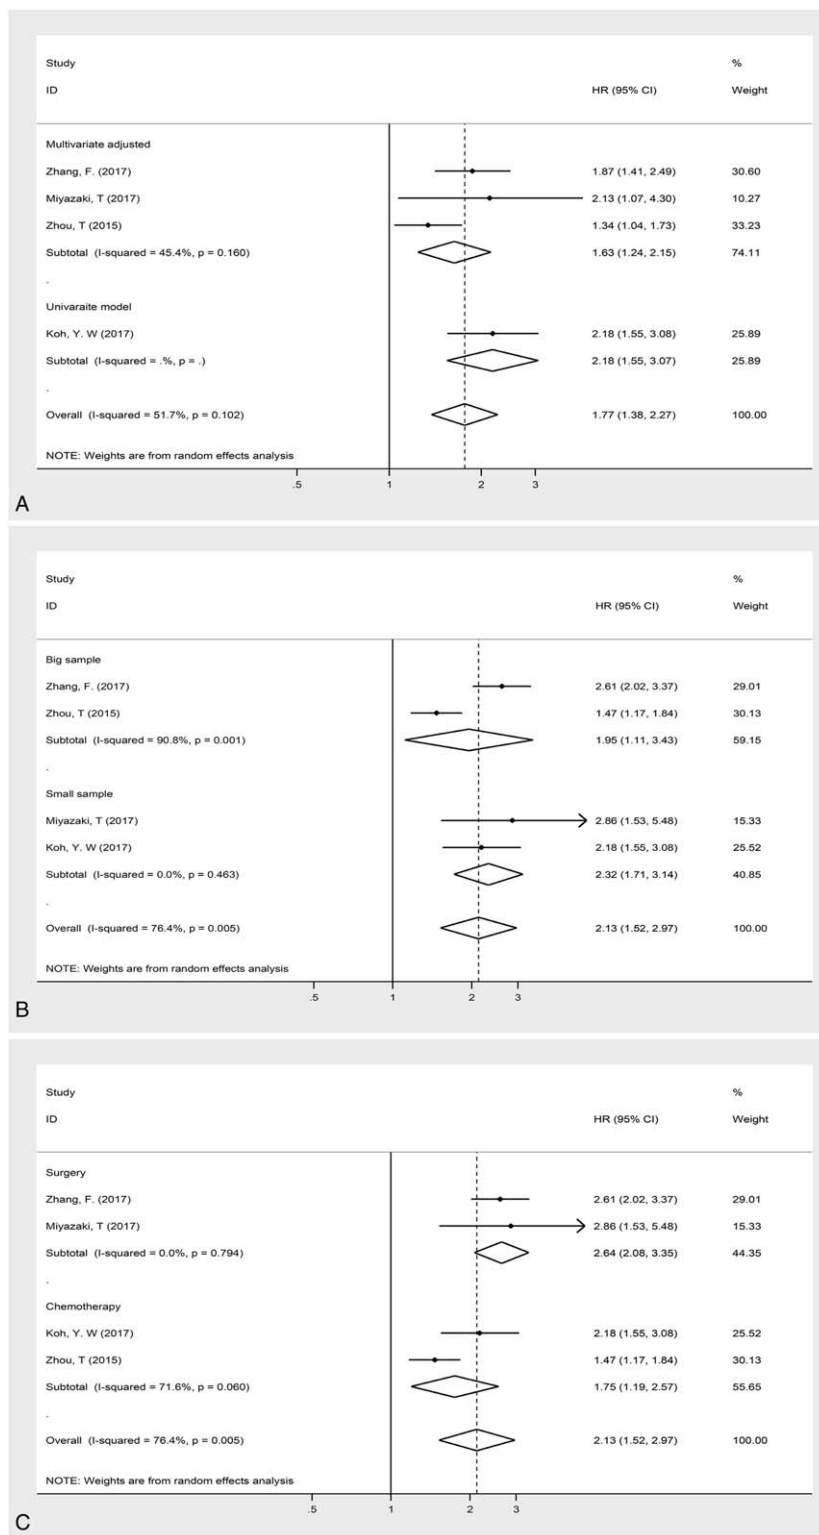 Study %
ID HR (95% CI) Weight
Multivariate adjusted
Zhang, F. (2017) 1.87 (1.41, 2.49) 30.60
Miyazaki, T (2017) 2.13 (1.07, 4.30) 10.27
Zhou, T (2015) 1.34 (1.04, 1.73) 33.23
Subtotal (I-squared = 45.4%, p = 0.160) 1.63 (1.24, 2.15) 74.11
.
Univaraite model
Koh, Y. W (2017) 2.18 (1.55, 3.08) 25.89
Subtotal (I-squared = .%, p = .) 2.18 (1.55, 3.07) 25.89
.
Overall (I-squared = 51.7%, p = 0.102) 1.77 (1.38, 2.27) 100.00
NOTE: Weights are from random effects analysis
.5 1 2 3
A
Study %
ID HR (95% CI) Weight
Big sample
Zhang, F. (2017) 2.61 (2.02, 3.37) 29.01
Zhou, T (2015) 1.47 (1.17, 1.84) 30.13
Subtotal (I-squared = 90.8%, p = 0.001) 1.95 (1.11, 3.43) 59.15
.
Small sample
Miyazaki, T (2017) 2.86 (1.53, 5.48) 15.33
Koh, Y. W (2017) 2.18 (1.55, 3.08) 25.52
Subtotal (I-squared = 0.0%, p = 0.463) 2.32 (1.71, 3.14) 40.85
.
Overall (I-squared = 76.4%, p = 0.005) 2.13 (1.52, 2.97) 100.00
NOTE: Weights are from random effects analysis
.5 1 2 3
B
Study %
ID HR (95% CI) Weight
Surgery
Zhang, F. (2017) 2.61 (2.02, 3.37) 29.01
Miyazaki, T (2017) 2.86 (1.53, 5.48) 15.33
Subtotal (I-squared = 0.0%, p = 0.794) 2.64 (2.08, 3.35) 44.35
.
Chemotherapy
Koh, Y. W (2017) 2.18 (1.55, 3.08) 25.52
Zhou, T (2015) 1.47 (1.17, 1.84) 30.13
Subtotal (I-squared = 71.6%, p = 0.060) 1.75 (1.19, 2.57) 55.65
.
Overall (I-squared = 76.4%, p = 0.005) 2.13 (1.52, 2.97) 100.00
NOTE: Weights are from random effects analysis
.5 1 2 3
C